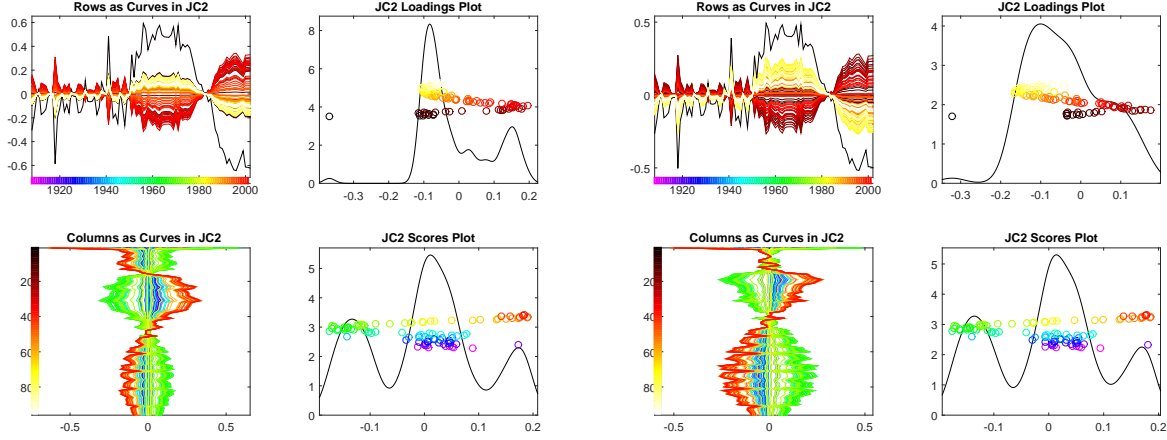 Rows as Curves in JC2
0.6
0.4
0.2
0
-0.2
-0.4
-0.6
1920 1940 1960 1980 2000
JC2 Loadings Plot
8
6
4
2
0
-0.3 -0.2 -0.1 0 0.1 0.2
Rows as Curves in JC2
0.5
0
-0.5
1920 1940 1960 1980 2000
JC2 Loadings Plot
4
3
2
1
0
-0.3 -0.2 -0.1 0 0.1
Columns as Curves in JC2
20
40
60
80
-0.5 0 0.5
JC2 Scores Plot
5
4
3
2
1
0
-0.1 0 0.1 0.2
Columns as Curves in JC2
20
40
60
80
-0.5 0 0.5
JC2 Scores Plot
5
4
3
2
1
0
-0.1 0 0.1 0.2